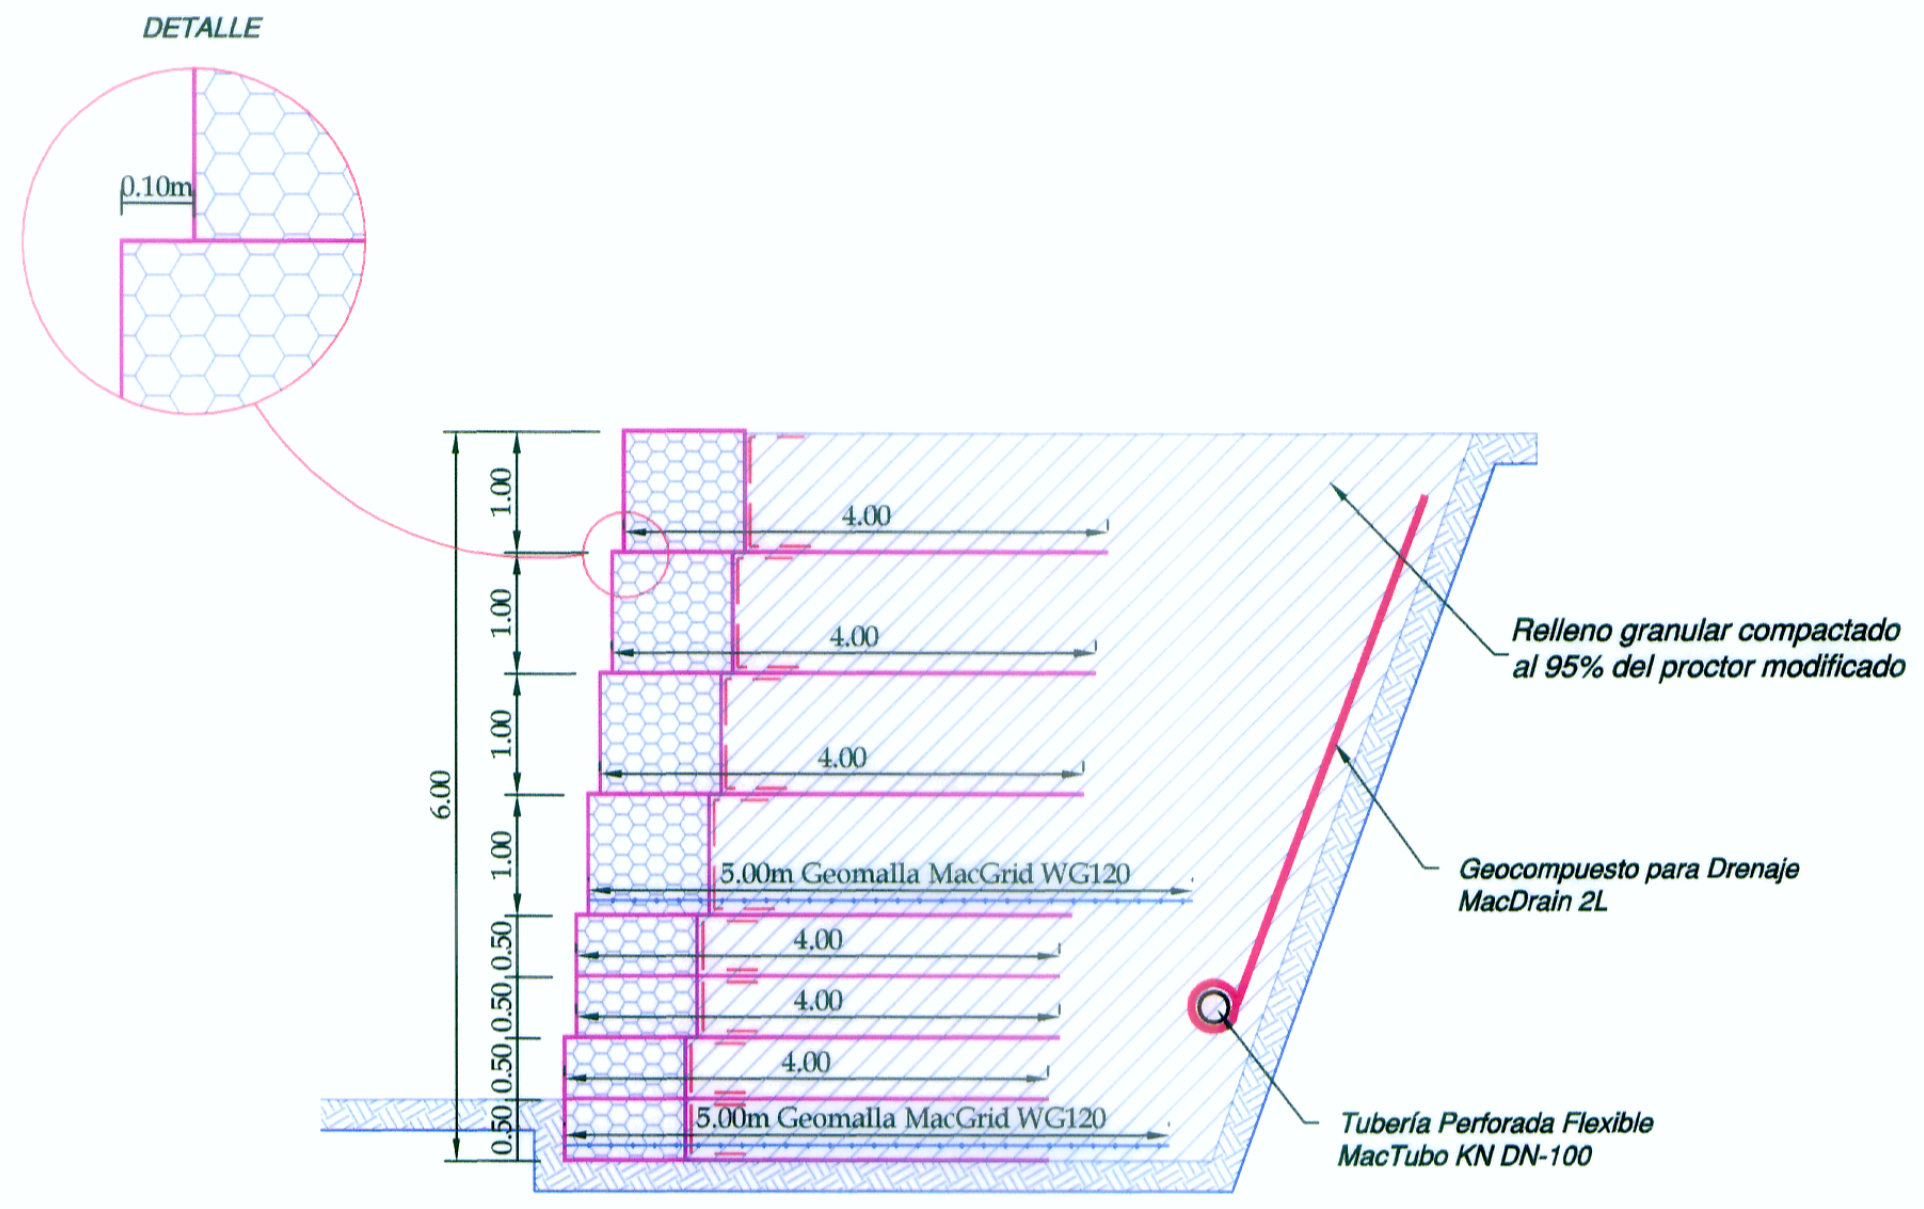 DETALLE
0.10m
6.00
1.00
1.00
1.00
1.00
0.50
0.50
0.50
0.50
4.00
4.00
4.00
5.00m Geomalla MacGrid WG120
4.00
4.00
4.00
5.00m Geomalla MacGrid WG120
Relleno granular compactado
al 95% del proctor modificado
Geocompuesto para Drenaje
MacDrain 2L
Tubería Perforada Flexible
MacTubo KN DN-100